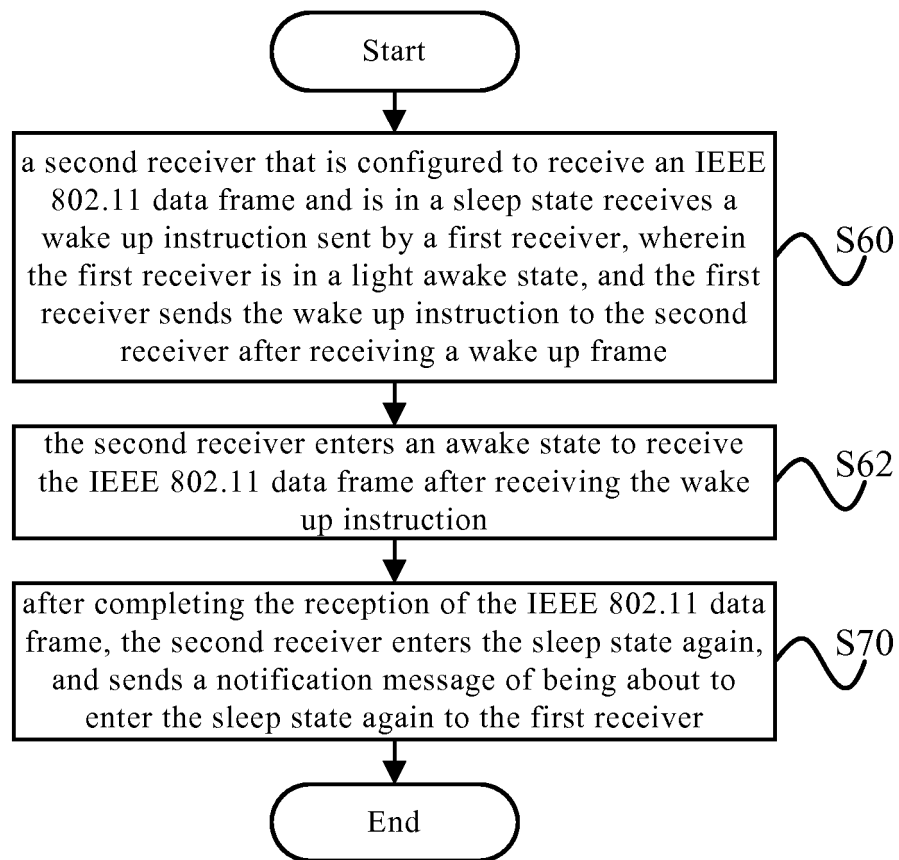 Start
a second receiver that is configured to receive an IEEE
802.11 data frame and is in a sleep state receives a
wake up instruction sent by a first receiver, wherein
the first receiver is in a light awake state, and the first
receiver sends the wake up instruction to the second
receiver after receiving a wake up frame
S60
the second receiver enters an awake state to receive
the IEEE 802.11 data frame after receiving the wake
up instruction
S62
after completing the reception of the IEEE 802.11 data
frame, the second receiver enters the sleep state again,
and sends a notification message of being about to
enter the sleep state again to the first receiver
S70
End